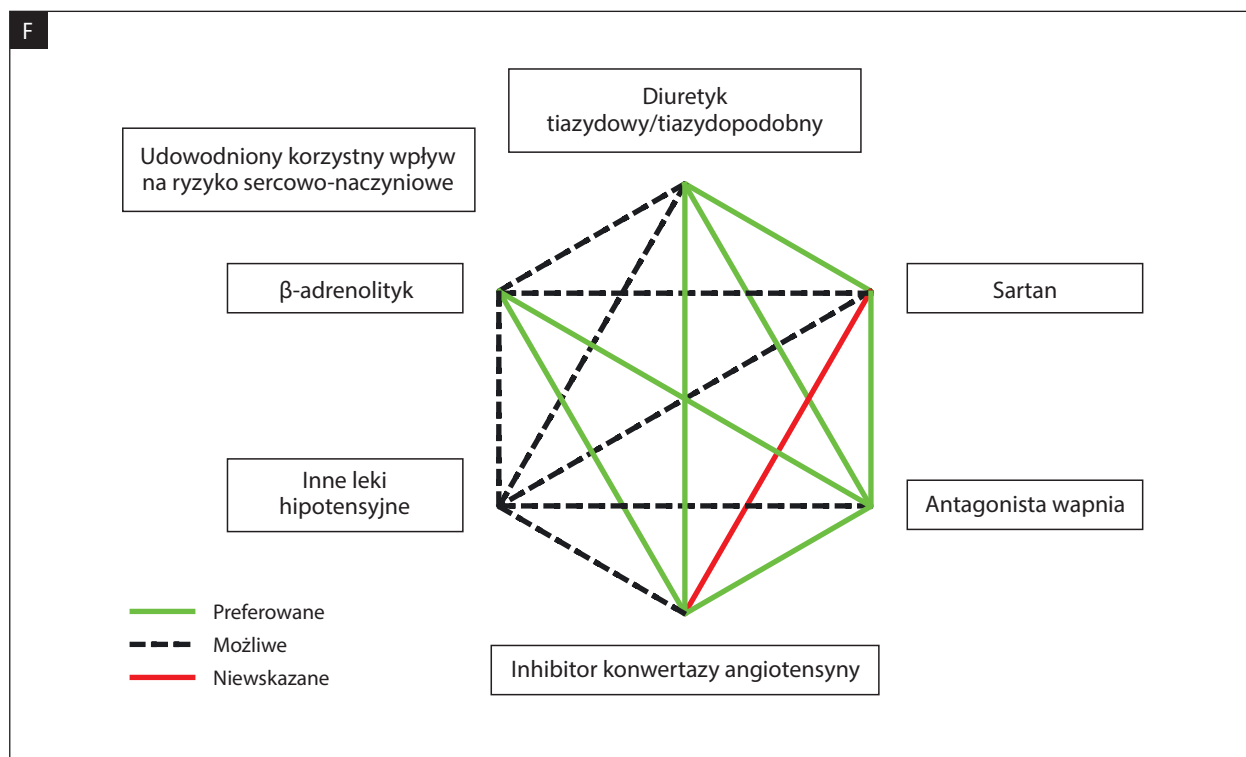 F
Diuretyk
tiazydowy/tiazydopodobny
Udowodniony korzystny wpływ
na ryzyko sercowo-naczyniowe
β-adrenolityk
Sartan
Inne leki
hipotensyjne
Antagonista wapnia
Preferowane
Możliwe
Niewskazane
Inhibitor konwertazy angiotensyny